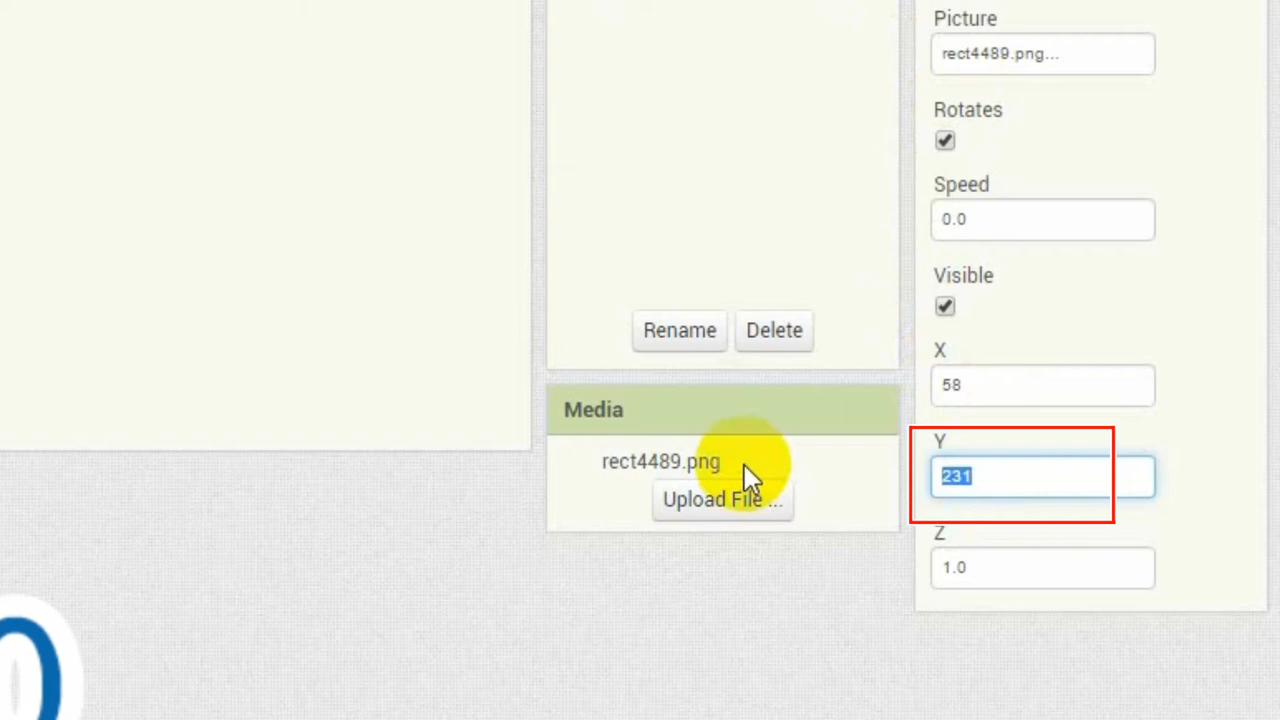 Picture
rect4489.png...
Rotates
Speed
0.0
Visible
Rename Delete
X
58
Media
Y
rect4489.png
231
Upload File ...
Z
1.0